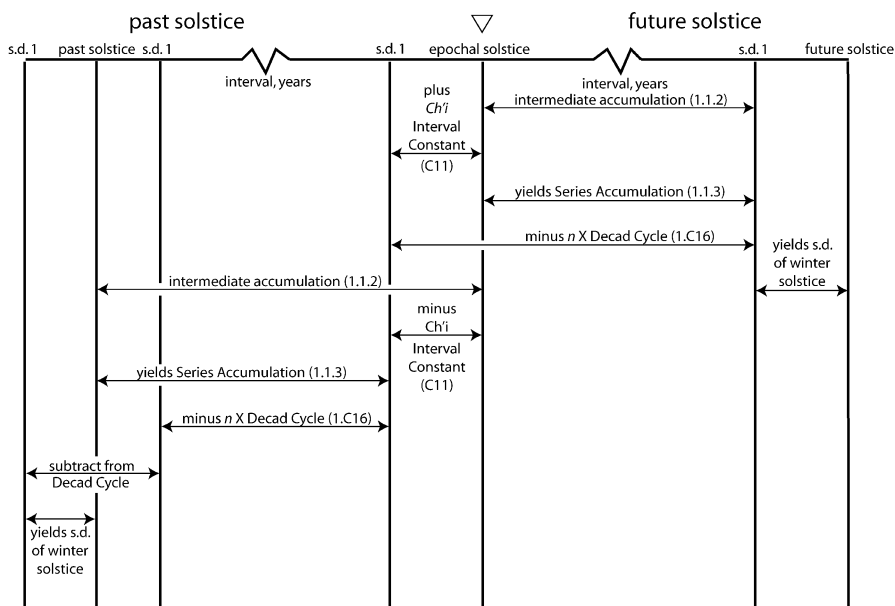 past solstice
future solstice
s.d. 1
past solstice
s.d. 1
s.d. 1
epochal solstice
s.d. 1
future solstice
interval, years
interval, years
plus
Ch'i
Interval
Constant
(C11)
intermediate accumulation (1.1.2)
yields Series Accumulation (1.1.3)
minus n X Decad Cycle (1.C16)
yields s.d.
of winter
solstice
intermediate accumulation (1.1.2)
minus
Ch'i
Interval
Constant
(C11)
yields Series Accumulation (1.1.3)
minus n X Decad Cycle (1.C16)
subtract from
Decad Cycle
yields s.d.
of winter
solstice